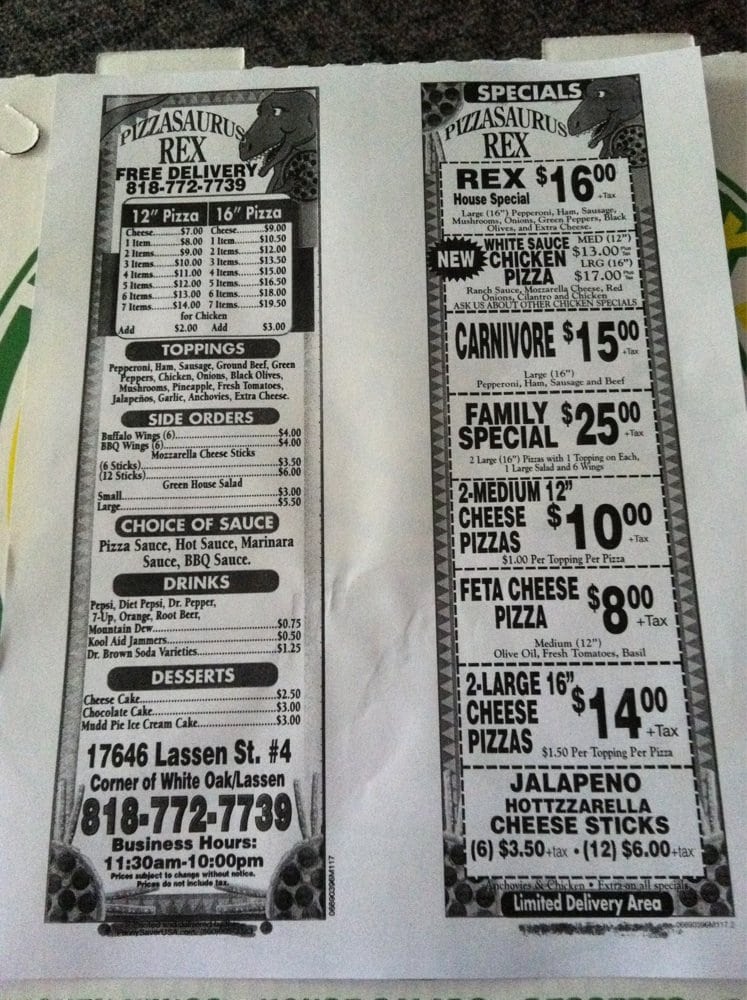 PIZZASAURUS
REX
FREE DELIVERY
818-772-7739
12" Pizza 16" Pizza
Cheese......$7.00 Cheese......$9.00
1 Item.......$8.00 1 Item......$10.50
2 Items......$9.00 2 Items.....$12.00
3 Items.....$10.00 3 Items.....$13.50
4 Items.....$11.00 4 Items.....$15.00
5 Items.....$12.00 5 Items.....$16.50
6 Items.....$13.00 6 Items.....$18.00
7 Items.....$14.00 7 Items.....$19.50
for Chicken
Add $2.00 Add $3.00
TOPPINGS
Pepperoni, Ham, Sausage, Ground Beef, Green
Peppers, Chicken, Onions, Black Olives,
Mushrooms, Pineapple, Fresh Tomatoes,
Jalapeños, Garlic, Anchovies, Extra Cheese.
SIDE ORDERS
Buffalo Wings (6)..................$4.00
BBQ Wings (6)......................$4.00
Mozzarella Cheese Sticks
(6 Sticks)............................$3.50
(12 Sticks)..........................$6.00
Green House Salad
Small.................................$3.00
Large.................................$5.50
CHOICE OF SAUCE
Pizza Sauce, Hot Sauce, Marinara
Sauce, BBQ Sauce.
DRINKS
Pepsi, Diet Pepsi, Dr. Pepper,
7-Up, Orange, Root Beer,
Mountain Dew.......................$0.75
Kool Aid Jammers..................$0.50
Dr. Brown Soda Varieties..........$1.25
DESSERTS
Cheese Cake........................$2.50
Chocolate Cake.....................$3.00
Mudd Pie Ice Cream Cake............$3.00
17646 Lassen St. #4
Corner of White Oak/Lassen
818-772-7739
Business Hours:
11:30am-10:00pm
Prices subject to change without notice.
Prices do not include tax.
06690396M117
SPECIALS
PIZZASAURUS
REX
REX $16.00
House Special +Tax
Large (16") Pepperoni, Ham, Sausage,
Mushrooms, Onions, Green Peppers, Black
Olives, and Extra Cheese.
NEW
WHITE SAUCE MED (12")
CHICKEN $13.00 Plus Tax
PIZZA LRG (16")
$17.00 Plus Tax
Ranch Sauce, Mozzarella Cheese, Red
Onions, Cilantro and Chicken
ASK US ABOUT OTHER CHICKEN SPECIALS
CARNIVORE $15.00
+Tax
Large (16")
Pepperoni, Ham, Sausage and Beef
FAMILY $25.00
SPECIAL +Tax
2 Large (16") Pizzas with 1 Topping on Each,
1 Large Salad and 6 Wings
2-MEDIUM 12"
CHEESE $10.00
PIZZAS +Tax
$1.00 Per Topping Per Pizza
FETA CHEESE $8.00
PIZZA +Tax
Medium (12")
Olive Oil, Fresh Tomatoes, Basil
2-LARGE 16"
CHEESE $14.00
PIZZAS +Tax
$1.50 Per Topping Per Pizza
JALAPENO
HOTTZZARELLA
CHEESE STICKS
(6) $3.50+tax • (12) $6.00+tax
Anchovies & Chicken • Extra on all specials
Limited Delivery Area
06690396M117.2